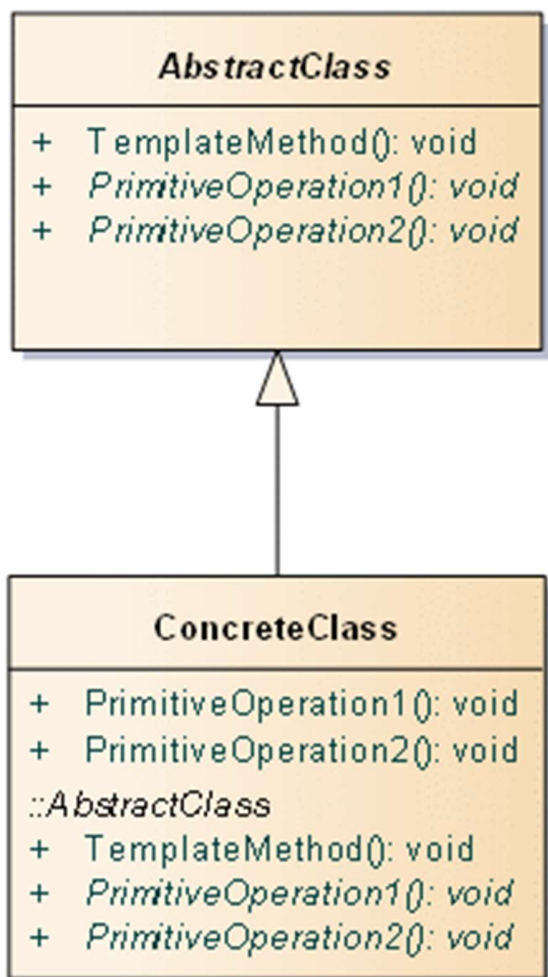 AbstractClass
+ TemplateMethod(): void
+ PrimitiveOperation1(): void
+ PrimitiveOperation2(): void
ConcreteClass
+ PrimitiveOperation1(): void
+ PrimitiveOperation2(): void
::AbstractClass
+ TemplateMethod(): void
+ PrimitiveOperation1(): void
+ PrimitiveOperation2(): void